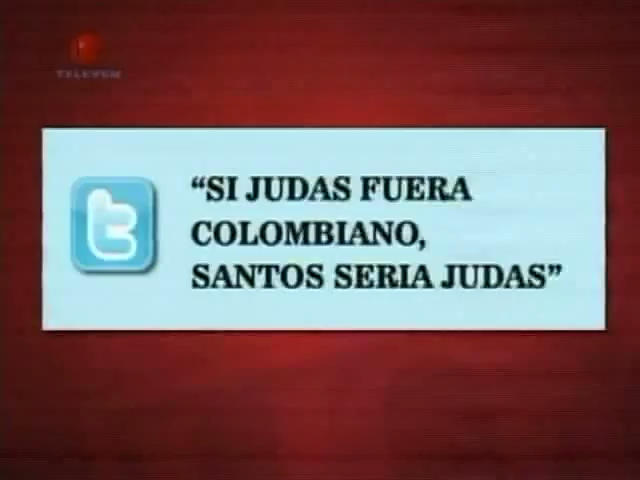 TELEVEN
“SI JUDAS FUERA
COLOMBIANO,
SANTOS SERIA JUDAS”